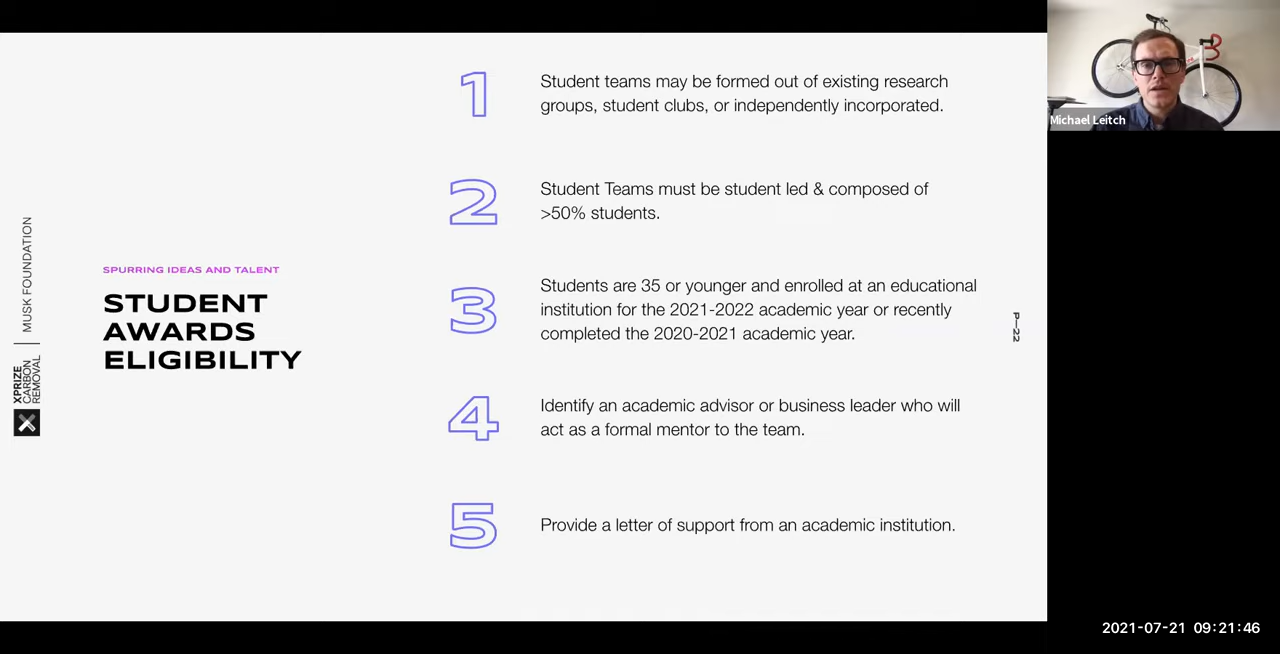 MUSK FOUNDATION
XPRIZE
CARBON
REMOVAL
SPURRING IDEAS AND TALENT
STUDENT
AWARDS
ELIGIBILITY
1
Student teams may be formed out of existing research
groups, student clubs, or independently incorporated.
2
Student Teams must be student led & composed of
>50% students.
3
Students are 35 or younger and enrolled at an educational
institution for the 2021-2022 academic year or recently
completed the 2020-2021 academic year.
4
Identify an academic advisor or business leader who will
act as a formal mentor to the team.
5
Provide a letter of support from an academic institution.
P—22
Michael Leitch
2021-07-21 09:21:46